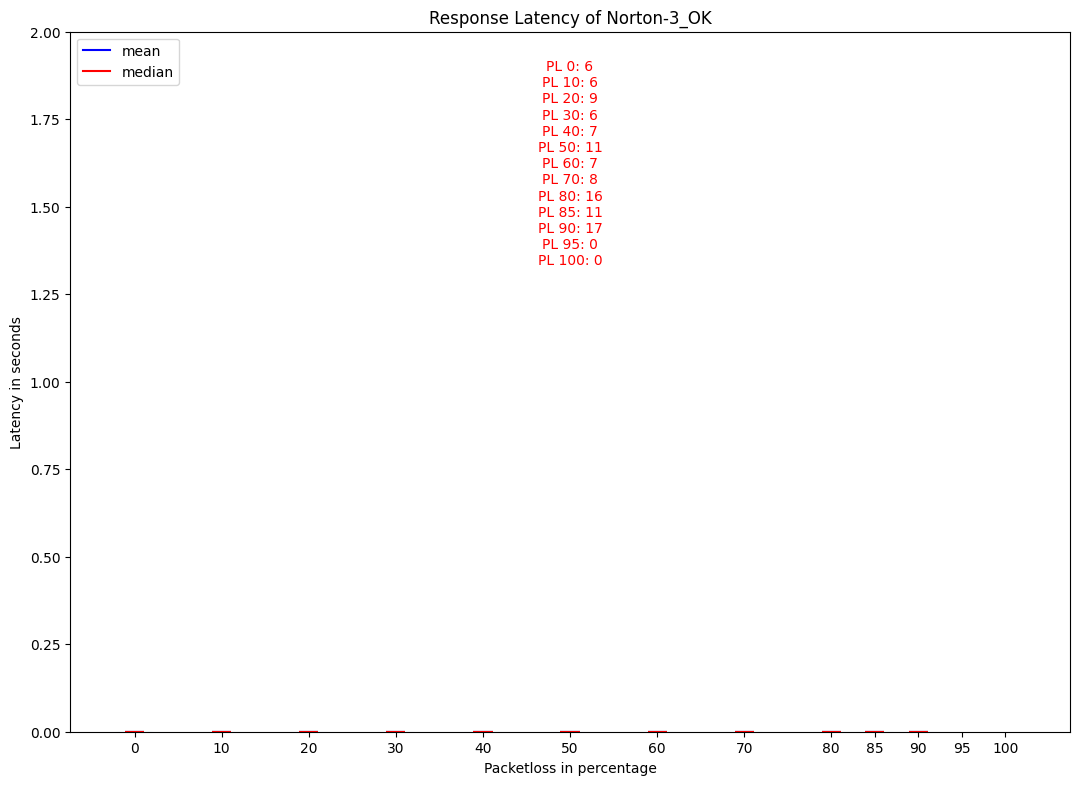 Response Latency of Norton-3_OK
mean
median
PL 0: 6
PL 10: 6
PL 20: 9
PL 30: 6
PL 40: 7
PL 50: 11
PL 60: 7
PL 70: 8
PL 80: 16
PL 85: 11
PL 90: 17
PL 95: 0
PL 100: 0
Latency in seconds
2.00
1.75
1.50
1.25
1.00
0.75
0.50
0.25
0.00
0 10 20 30 40 50 60 70 80 85 90 95 100
Packetloss in percentage